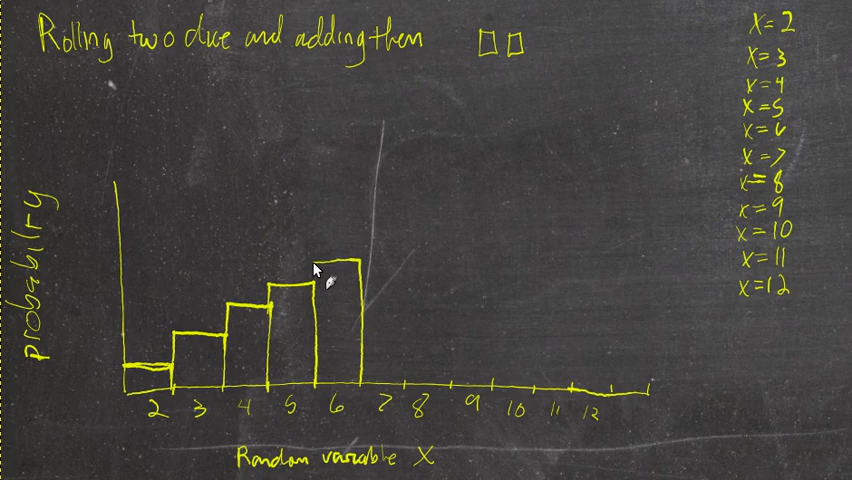 Rolling two dice and adding them
X = 2
X = 3
X = 4
X = 5
X = 6
X = 7
X = 8
X = 9
X = 10
X = 11
X = 12
probability
2 3 4 5 6 7 8 9 10 11 12
Random variable X